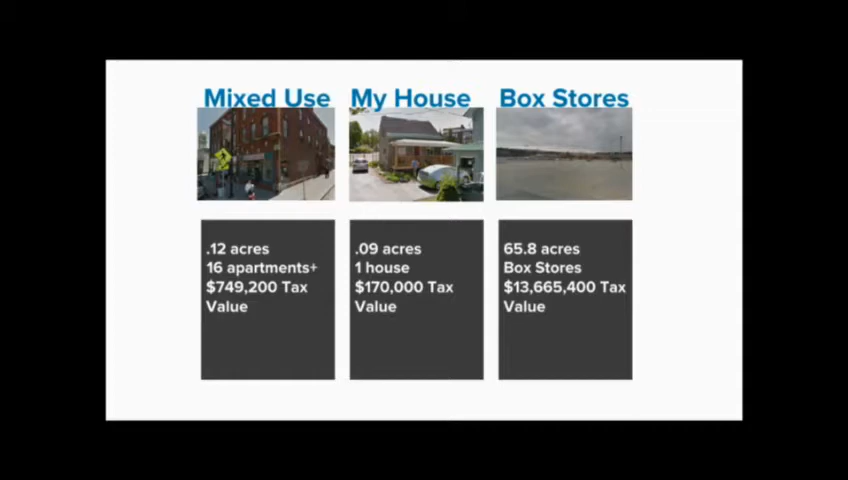 Mixed Use
My House
Box Stores
.12 acres
16 apartments+
$749,200 Tax
Value
.09 acres
1 house
$170,000 Tax
Value
65.8 acres
Box Stores
$13,665,400 Tax
Value